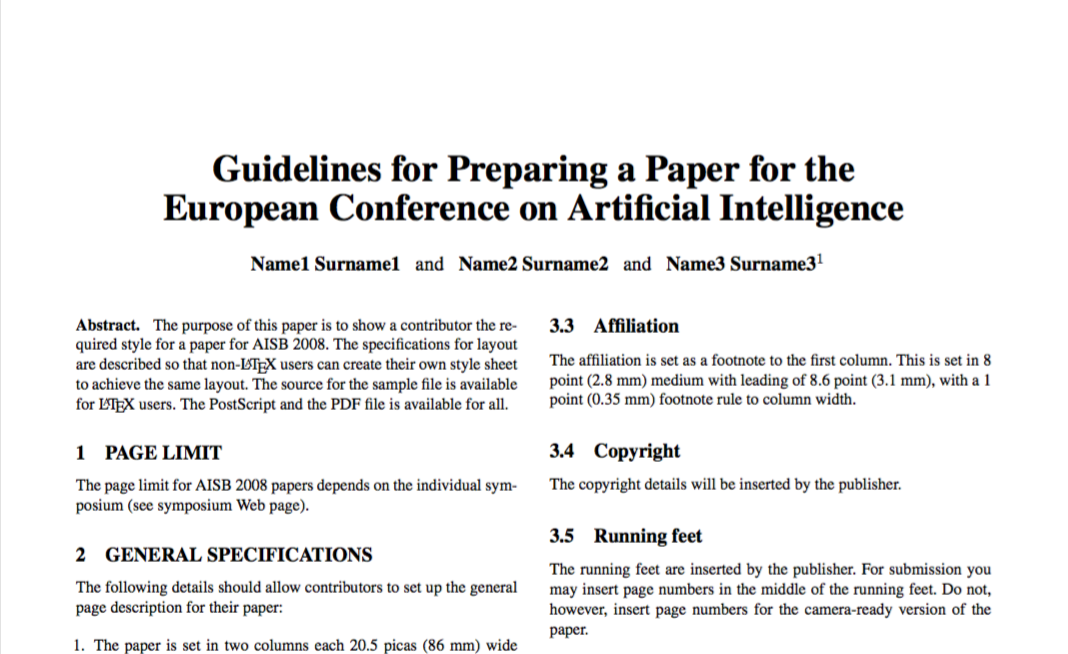 Guidelines for Preparing a Paper for the
European Conference on Artificial Intelligence
Name1 Surname1 and Name2 Surname2 and Name3 Surname3¹
Abstract. The purpose of this paper is to show a contributor the re-
quired style for a paper for AISB 2008. The specifications for layout
are described so that non-LATEX users can create their own style sheet
to achieve the same layout. The source for the sample file is available
for LATEX users. The PostScript and the PDF file is available for all.
1 PAGE LIMIT
The page limit for AISB 2008 papers depends on the individual sym-
posium (see symposium Web page).
2 GENERAL SPECIFICATIONS
The following details should allow contributors to set up the general
page description for their paper:
1. The paper is set in two columns each 20.5 picas (86 mm) wide
3.3 Affiliation
The affiliation is set as a footnote to the first column. This is set in 8
point (2.8 mm) medium with leading of 8.6 point (3.1 mm), with a 1
point (0.35 mm) footnote rule to column width.
3.4 Copyright
The copyright details will be inserted by the publisher.
3.5 Running feet
The running feet are inserted by the publisher. For submission you
may insert page numbers in the middle of the running feet. Do not,
however, insert page numbers for the camera-ready version of the
paper.